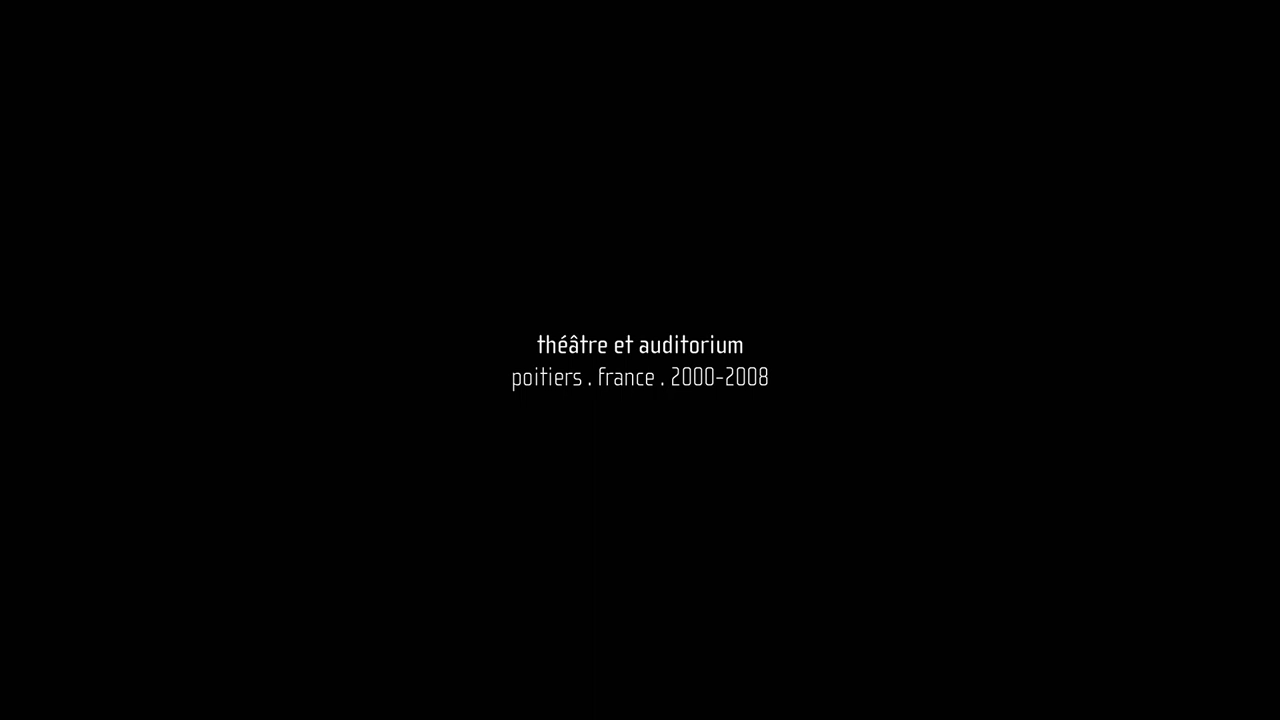 théâtre et auditorium
poitiers . france . 2000-2008